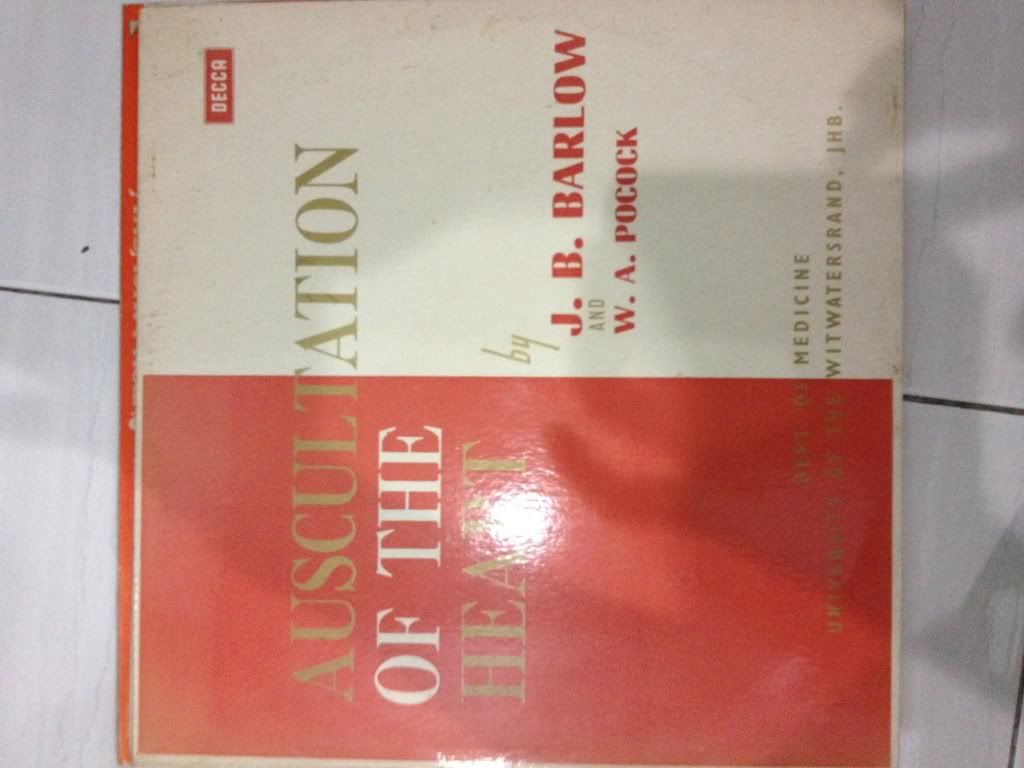 DECCA
AUSCULTATION
OF THE
HEART
by
J. B. BARLOW
AND
W. A. POCOCK
DEPT OF MEDICINE
UNIVERSITY OF THE WITWATERSRAND, JHB.